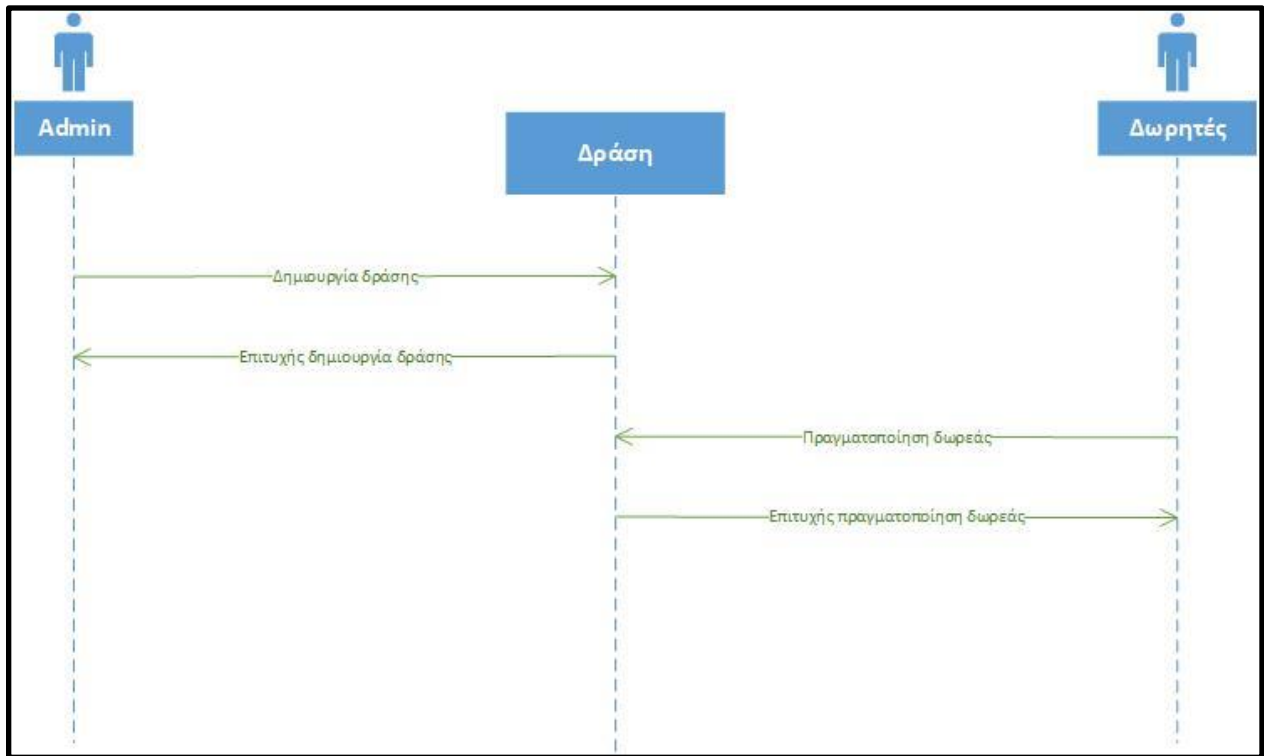 Admin
Δράση
Δωρητές
Δημιουργία δράσης
Επιτυχής δημιουργία δράσης
Πραγματοποίηση δωρεάς
Επιτυχής πραγματοποίηση δωρεάς